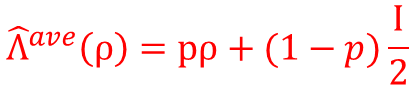 Λ̂^{ave}(ρ) = pρ + (1 − p) I/2